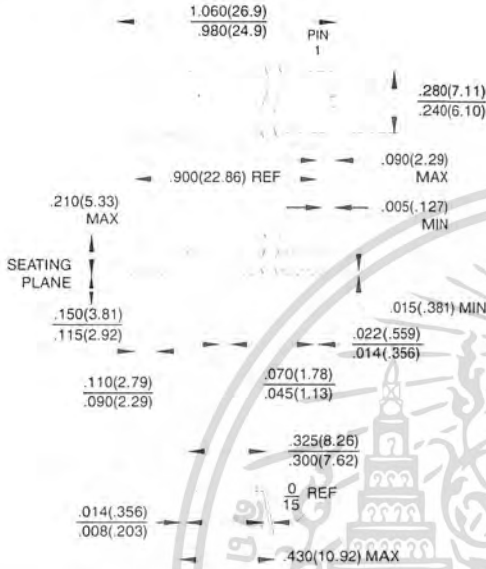 1.060(26.9)
.980(24.9)
PIN
1
.280(7.11)
.240(6.10)
.090(2.29)
MAX
.900(22.86) REF
.210(5.33)
MAX
.005(.127)
MIN
SEATING
PLANE
.150(3.81)
.115(2.92)
.015(.381) MIN
.022(.559)
.014(.356)
.110(2.79)
.090(2.29)
.070(1.78)
.045(1.13)
.325(8.26)
.300(7.62)
0
15 REF
.014(.356)
.008(.203)
.430(10.92) MAX